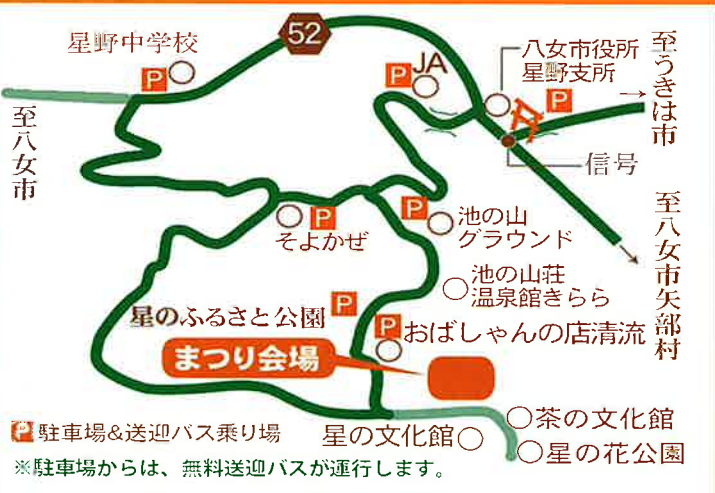 52
星野中学校
P
P
JA
八女市役所
星野支所
P
至うきは市
至八女市
信号
そよかぜ
P
P
池の山
グラウンド
至八女市矢部村
池の山荘
温泉館きらら
星のふるさと公園
P
P
おばしゃんの店清流
まつり会場
P駐車場&送迎バス乗り場
星の文化館
茶の文化館
星の花公園
※駐車場からは、無料送迎バスが運行します。